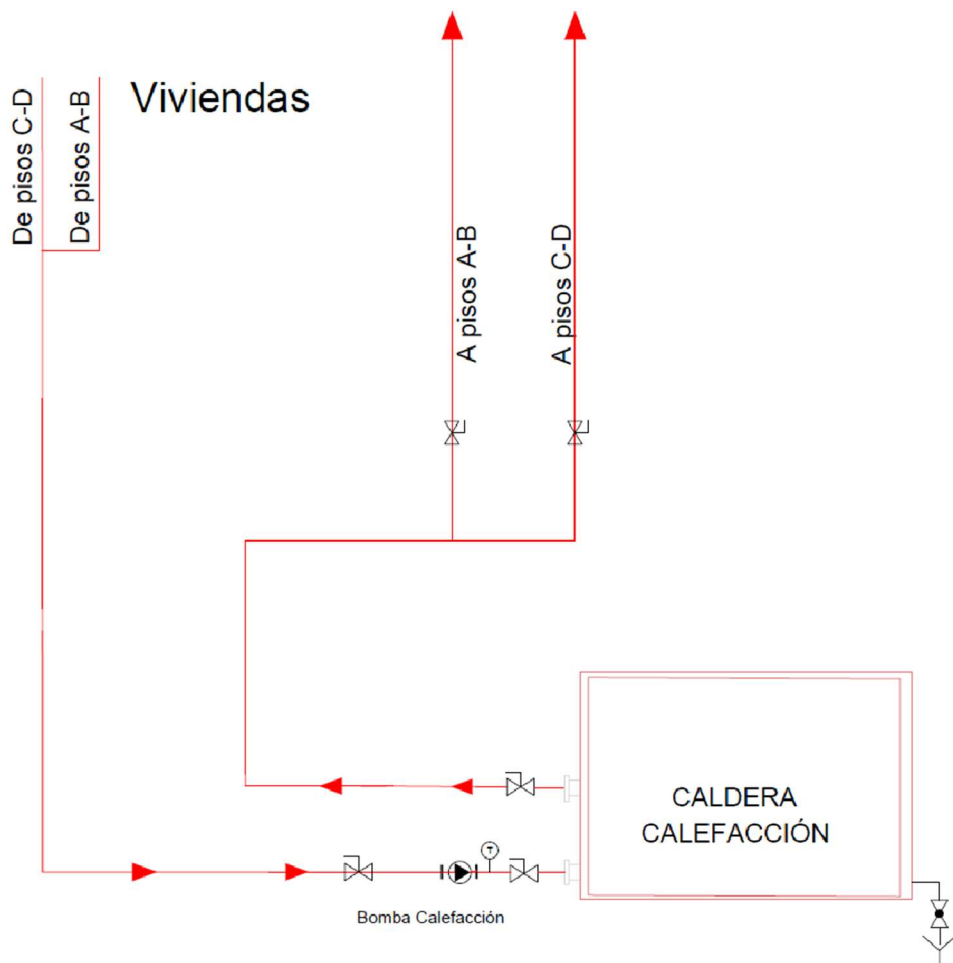 Viviendas
De pisos C-D
De pisos A-B
A pisos A-B
A pisos C-D
CALDERA
CALEFACCIÓN
T
Bomba Calefacción